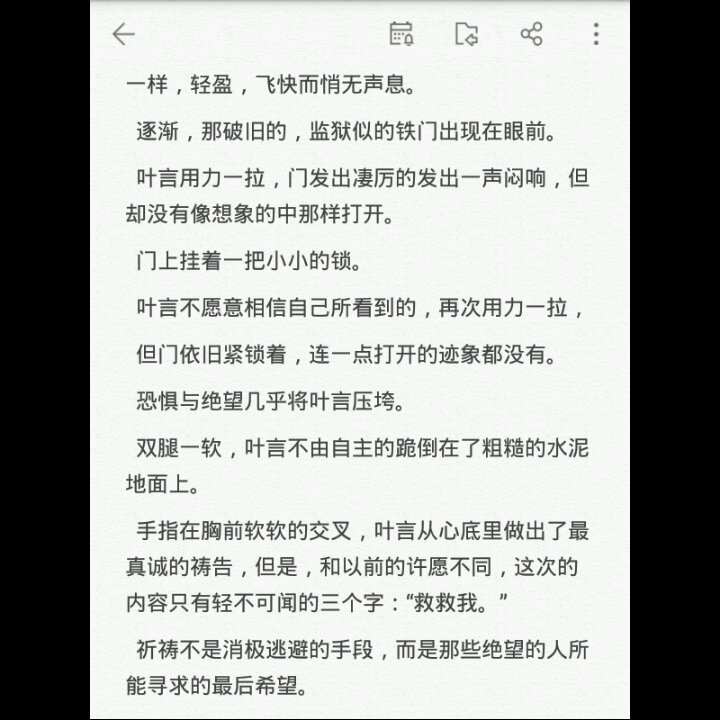 一样，轻盈，飞快而悄无声息。
逐渐，那破旧的，监狱似的铁门出现在眼前。
叶言用力一拉，门发出凄厉的发出一声闷响，但
却没有像想象的中那样打开。
门上挂着一把小小的锁。
叶言不愿意相信自己所看到的，再次用力一拉，
但门依旧紧锁着，连一点打开的迹象都没有。
恐惧与绝望几乎将叶言压垮。
双腿一软，叶言不由自主的跪倒在了粗糙的水泥
地面上。
手指在胸前软软的交叉，叶言从心底里做出了最
真诚的祷告，但是，和以前的许愿不同，这次的
内容只有轻不可闻的三个字：“救救我。”
祈祷不是消极逃避的手段，而是那些绝望的人所
能寻求的最后希望。